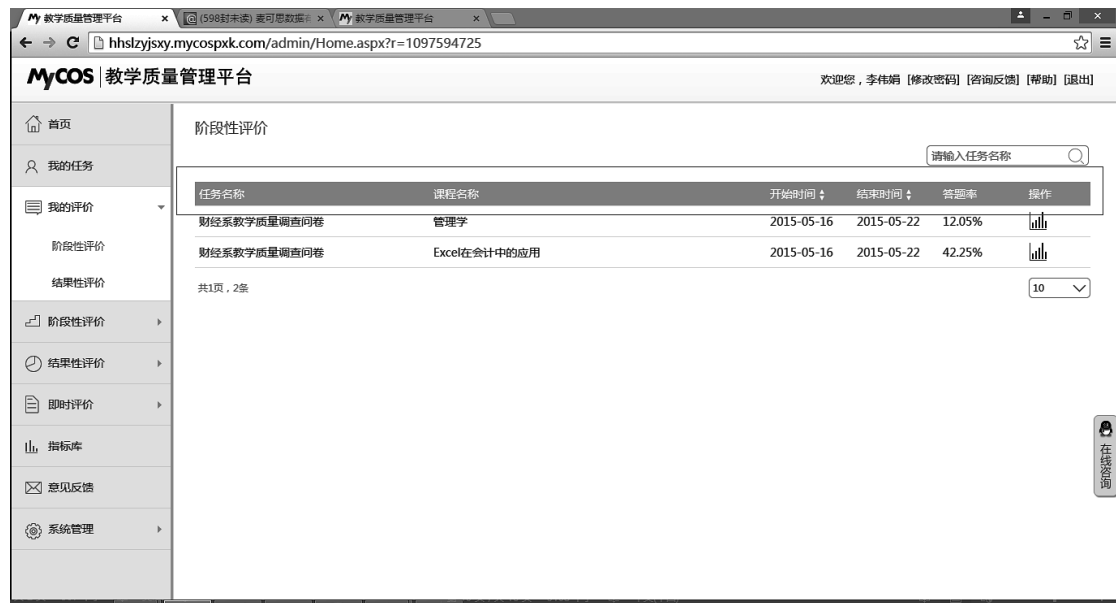 My 教学质量管理平台 ×
(598封未读) 麦可思数据 ×
My 教学质量管理平台 ×
hhslzyjsxy.mycospxk.com/admin/Home.aspx?r=1097594725
MyCOS 教学质量管理平台
欢迎您，李伟娟 [修改密码] [咨询反馈] [帮助] [退出]
首页
我的任务
我的评价
阶段性评价
结果性评价
阶段性评价
结果性评价
即时评价
指标库
意见反馈
系统管理
阶段性评价
请输入任务名称
任务名称 课程名称 开始时间 结束时间 答题率 操作
财经系教学质量调查问卷 管理学 2015-05-16 2015-05-22 12.05%
财经系教学质量调查问卷 Excel在会计中的应用 2015-05-16 2015-05-22 42.25%
共1页，2条
10
在线咨询